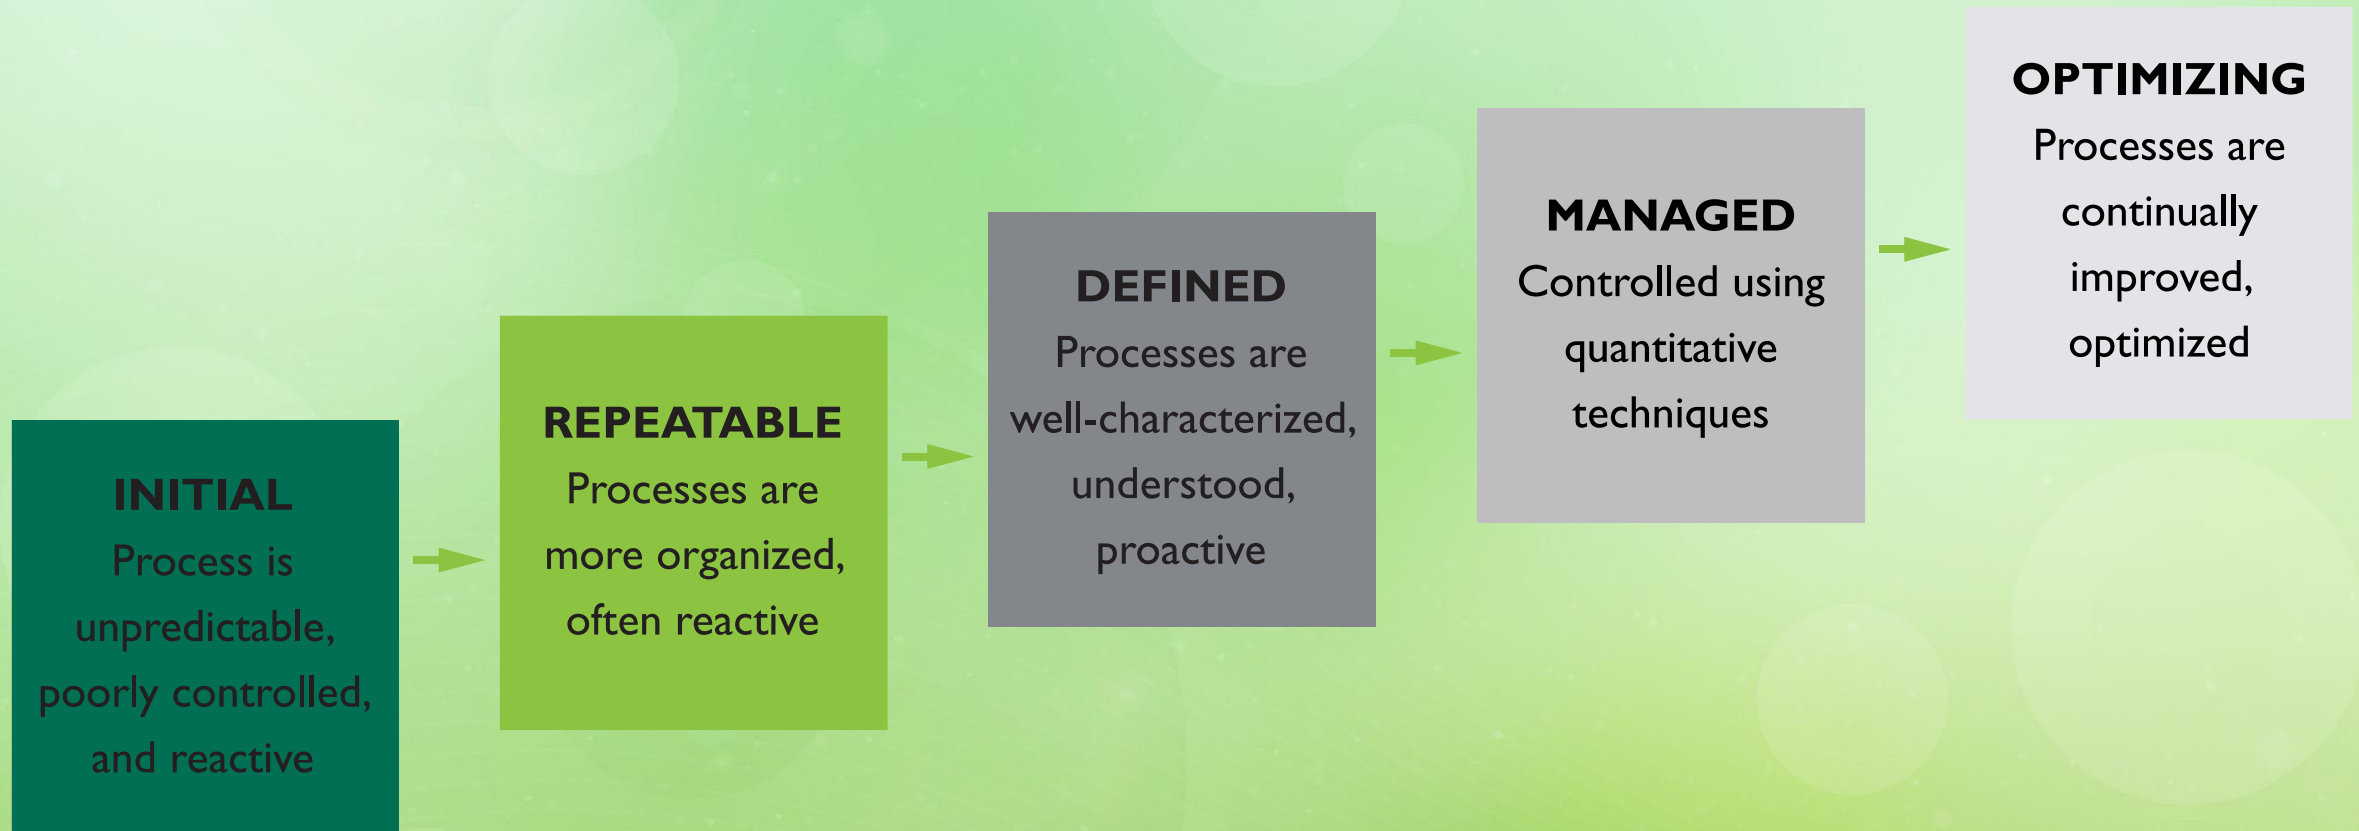 INITIAL
Process is
unpredictable,
poorly controlled,
and reactive
REPEATABLE
Processes are
more organized,
often reactive
DEFINED
Processes are
well-characterized,
understood,
proactive
MANAGED
Controlled using
quantitative
techniques
OPTIMIZING
Processes are
continually
improved,
optimized